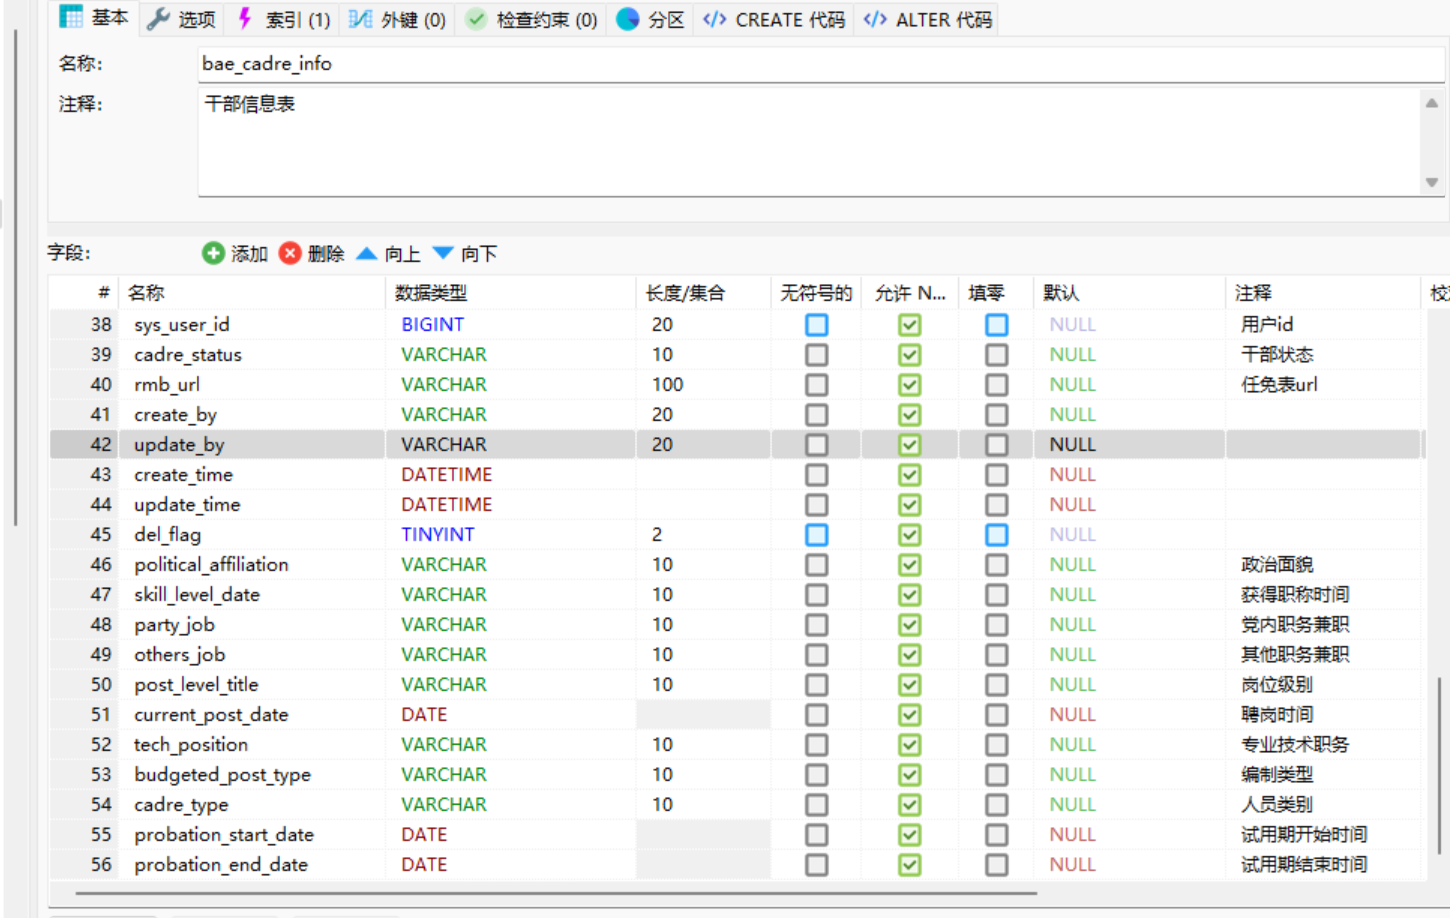 基本 选项 索引 (1) 外键 (0) 检查约束 (0) 分区 CREATE 代码 ALTER 代码
名称: bae_cadre_info
注释: 干部信息表
字段: 添加 删除 向上 向下
# 名称 数据类型 长度/集合 无符号的 允许 N... 填零 默认 注释
38 sys_user_id BIGINT 20 NULL 用户id
39 cadre_status VARCHAR 10 NULL 干部状态
40 rmb_url VARCHAR 100 NULL 任免表url
41 create_by VARCHAR 20 NULL
42 update_by VARCHAR 20 NULL
43 create_time DATETIME NULL
44 update_time DATETIME NULL
45 del_flag TINYINT 2 NULL
46 political_affiliation VARCHAR 10 NULL 政治面貌
47 skill_level_date VARCHAR 10 NULL 获得职称时间
48 party_job VARCHAR 10 NULL 党内职务兼职
49 others_job VARCHAR 10 NULL 其他职务兼职
50 post_level_title VARCHAR 10 NULL 岗位级别
51 current_post_date DATE NULL 聘岗时间
52 tech_position VARCHAR 10 NULL 专业技术职务
53 budgeted_post_type VARCHAR 10 NULL 编制类型
54 cadre_type VARCHAR 10 NULL 人员类别
55 probation_start_date DATE NULL 试用期开始时间
56 probation_end_date DATE NULL 试用期结束时间